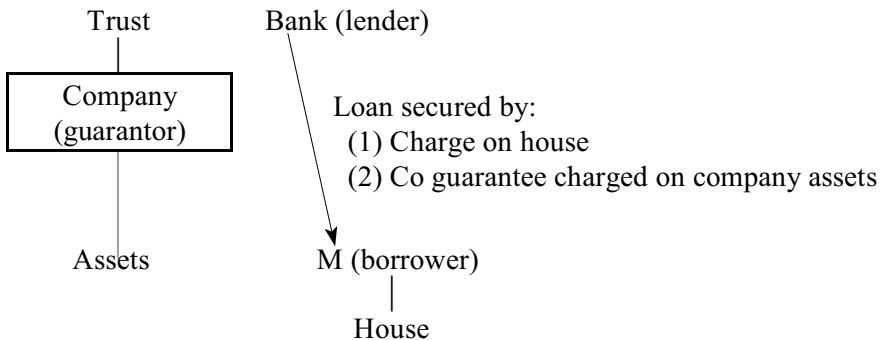 Trust
Bank (lender)
Company
(guarantor)
Loan secured by:
(1) Charge on house
(2) Co guarantee charged on company assets
Assets
M (borrower)
House